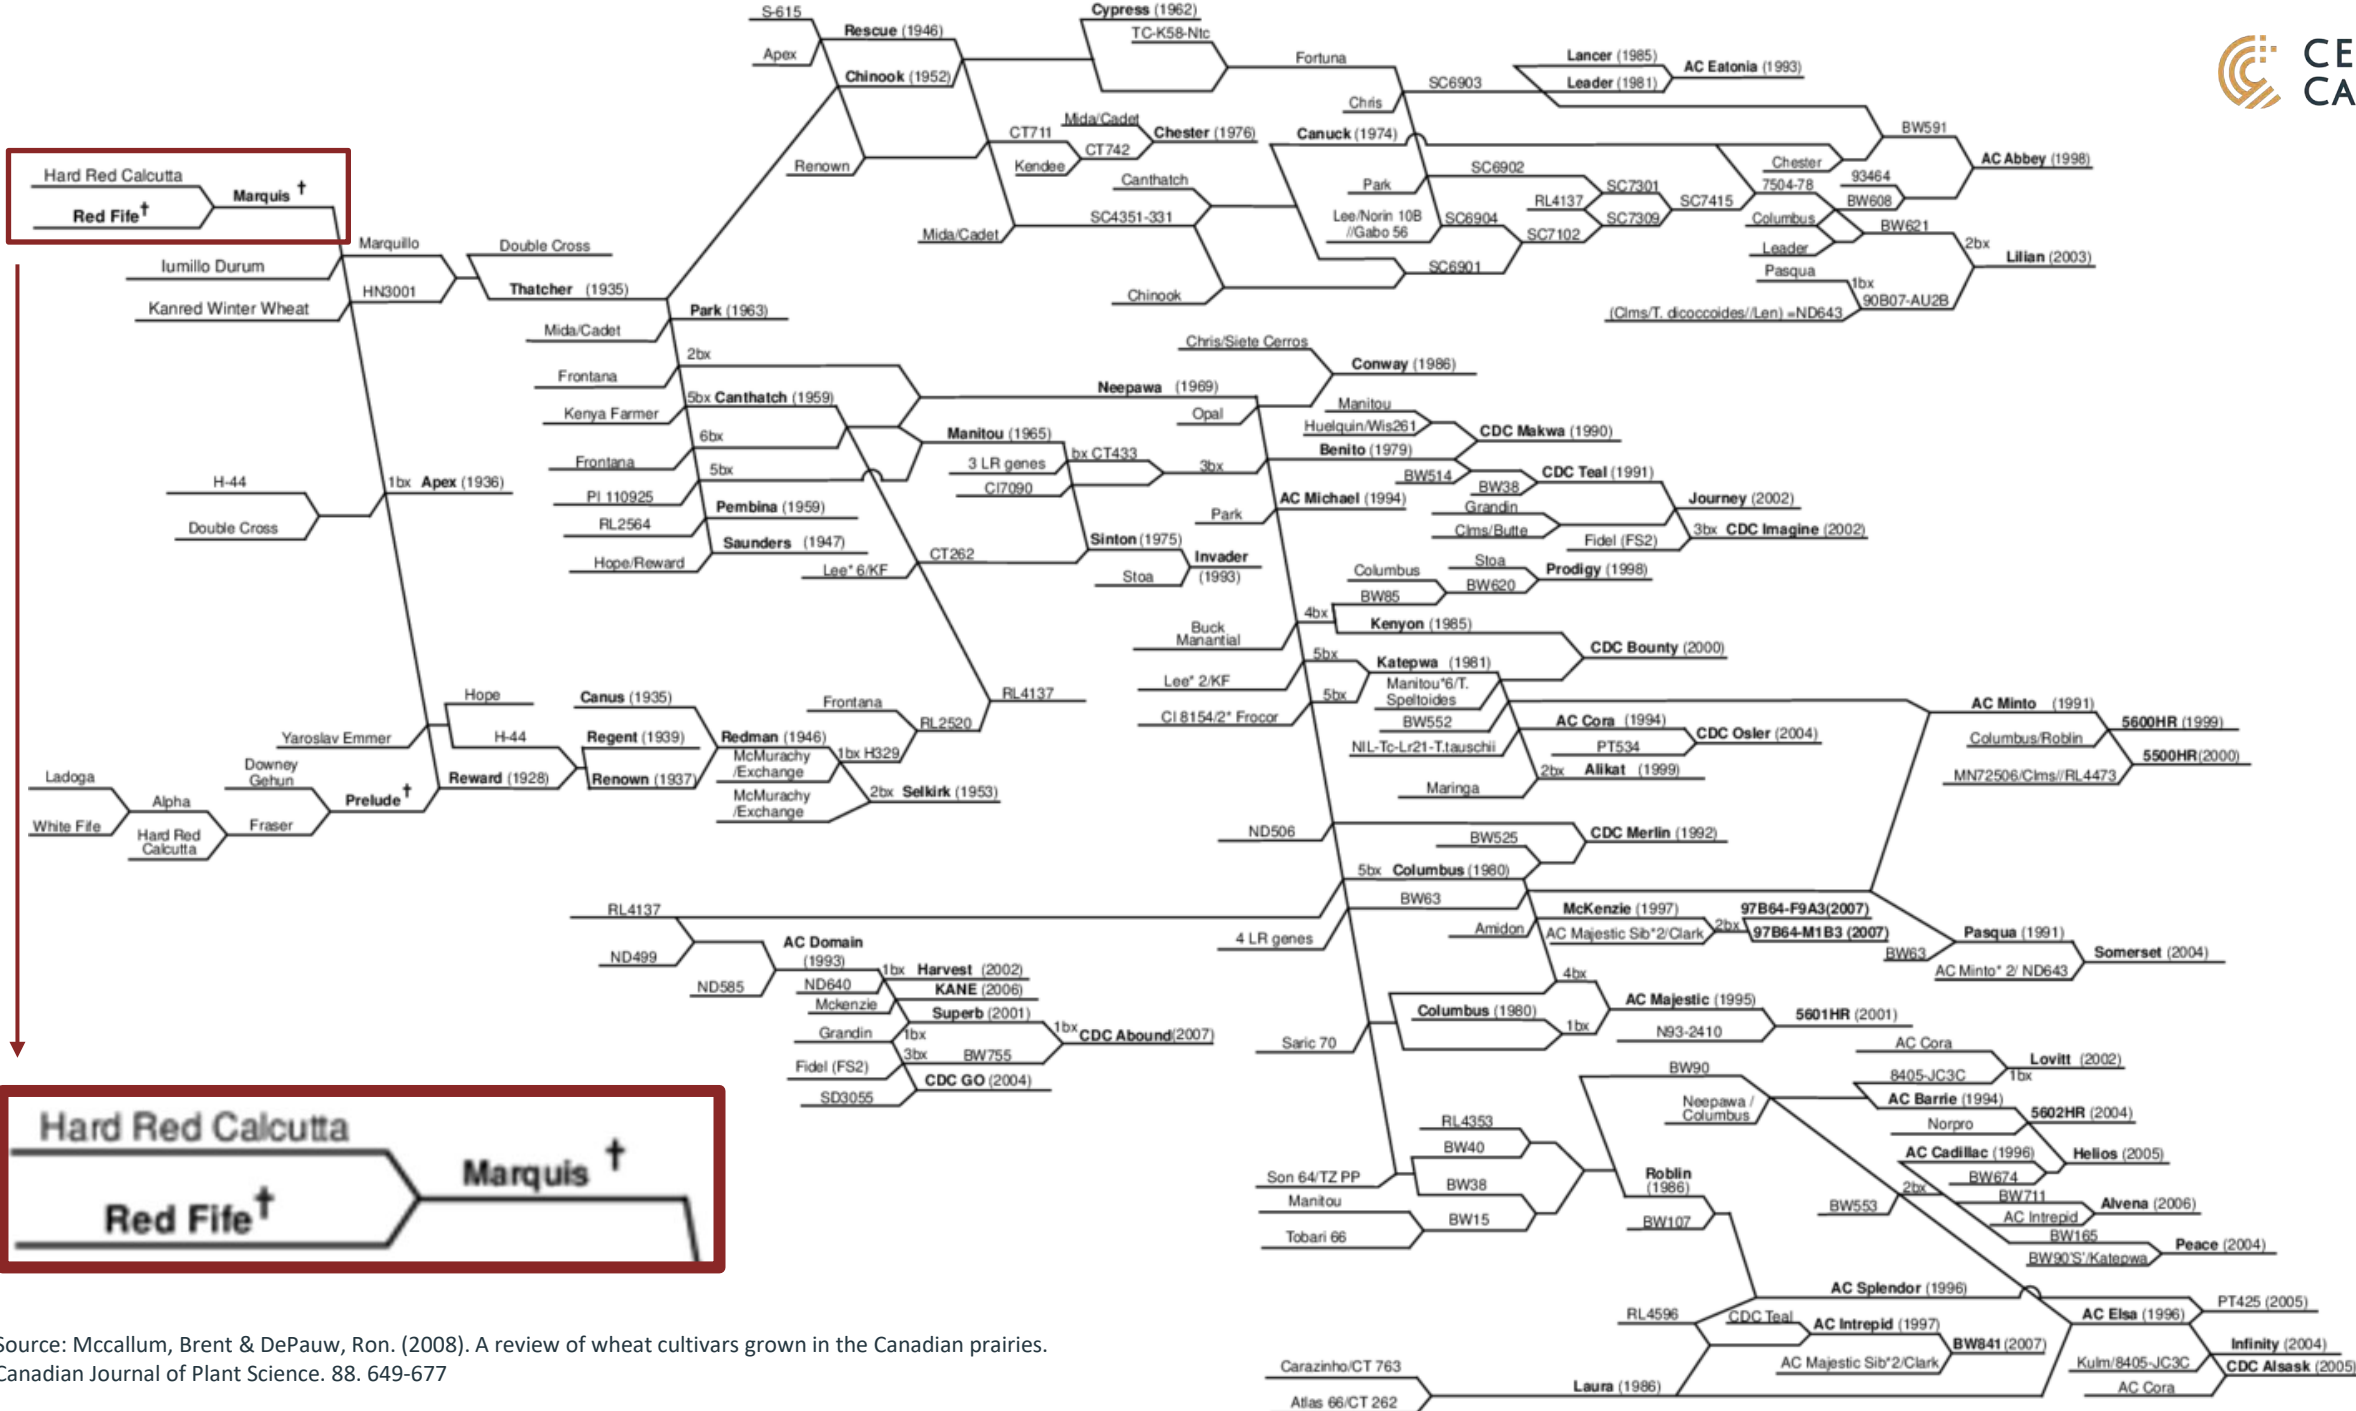 S-615
Apex
Rescue (1946)
Chinook (1952)
Renown
Cypress (1962)
TC-K58-Ntc
Fortuna
Chris
SC6903
Lancer (1985)
Leader (1981)
AC Eatonia (1993)
CE
CA
Mida/Cadet
CT711
Kendee
CT742
Chester (1976)
Canuck (1974)
BW591
Chester
AC Abbey (1998)
Canthatch
SC4351-331
Mida/Cadet
Chinook
Park
SC6902
Lee/Norin 10B
//Gabo 56
SC6904
SC6901
RL4137
SC7102
SC7301
SC7309
SC7415
7504-78
93464
BW608
Columbus
Leader
BW621
2bx
Lilian (2003)
Pasqua
1bx
90B07-AU2B
(Clms/T. dicoccoides//Len) =ND643
Hard Red Calcutta
Red Fife†
Marquis †
Iumillo Durum
Kanred Winter Wheat
Marquillo
HN3001
Double Cross
Thatcher (1935)
Park (1963)
Mida/Cadet
2bx
Frontana
5bx Canthatch (1959)
Kenya Farmer
6bx
Frontana
5bx
PI 110925
Pembina (1959)
RL2564
Saunders (1947)
Hope/Reward
Lee* 6/KF
CT262
Neepawa (1969)
Manitou (1965)
3 LR genes
bx CT433
CI7090
3bx
Sinton (1975)
Stoa
Invader
(1993)
Chris/Siete Cerros
Conway (1986)
Opal
Manitou
Huelquin/Wis261
CDC Makwa (1990)
Benito (1979)
BW514
BW38
CDC Teal (1991)
AC Michael (1994)
Park
Grandin
Clms/Butte
Journey (2002)
Fidel (FS2)
3bx CDC Imagine (2002)
Columbus
BW85
Stoa
BW620
Prodigy (1998)
4bx
Kenyon (1985)
Buck
Manantial
CDC Bounty (2000)
5bx
Lee* 2/KF
Katepwa (1981)
5bx
CI 8154/2* Frocor
Manitou*6/T.
Speltoides
BW552
NIL-Tc-Lr21-T.tauschii
AC Cora (1994)
PT534
CDC Osler (2004)
2bx Alikat (1999)
Maringa
AC Minto (1991)
Columbus/Roblin
5600HR (1999)
MN72506/Clms//RL4473
5500HR(2000)
H-44
Double Cross
1bx Apex (1936)
Hope
Yaroslav Emmer
H-44
Ladoga
White Fife
Alpha
Hard Red
Calcutta
Downey
Gehun
Fraser
Prelude†
Reward (1928)
Canus (1935)
Regent (1939)
Renown (1937)
Redman (1946)
McMurachy
/Exchange
McMurachy
/Exchange
1bx H329
2bx Selkirk (1953)
Frontana
RL2520
RL4137
ND506
BW525
CDC Merlin (1992)
5bx Columbus (1980)
BW63
RL4137
ND499
ND585
4 LR genes
Amidon
McKenzie (1997)
AC Majestic Sib*2/Clark
2bx
97B64-F9A3(2007)
97B64-M1B3 (2007)
BW63
Pasqua (1991)
AC Minto* 2/ ND643
Somerset (2004)
AC Domain
(1993)
ND640
1bx Harvest (2002)
Mckenzie
KANE (2006)
Superb (2001)
Grandin
1bx
3bx
BW755
Fidel (FS2)
CDC GO (2004)
SD3055
1bx
CDC Abound(2007)
4bx
Columbus (1980)
1bx
Saric 70
AC Majestic (1995)
N93-2410
5601HR (2001)
BW90
Neepawa /
Columbus
AC Cora
8405-JC3C
Lovitt (2002)
1bx
AC Barrie (1994)
Norpro
5602HR (2004)
AC Cadillac (1996)
BW674
Helios (2005)
2bx
BW553
BW711
AC Intrepid
Alvena (2006)
BW165
BW90'S'/Katepwa
Peace (2004)
RL4353
BW40
Son 64/TZ PP
BW38
Manitou
Tobari 66
BW15
Roblin
(1986)
BW107
AC Splendor (1996)
RL4596
CDC Teal
AC Intrepid (1997)
AC Majestic Sib*2/Clark
BW841 (2007)
AC Elsa (1996)
PT425 (2005)
Infinity (2004)
Kulm/8405-JC3C
CDC Alsask (2005)
AC Cora
Carazinho/CT 763
Atlas 66/CT 262
Laura (1986)
Hard Red Calcutta
Red Fife†
Marquis †
Source: Mccallum, Brent & DePauw, Ron. (2008). A review of wheat cultivars grown in the Canadian prairies.
Canadian Journal of Plant Science. 88. 649-677